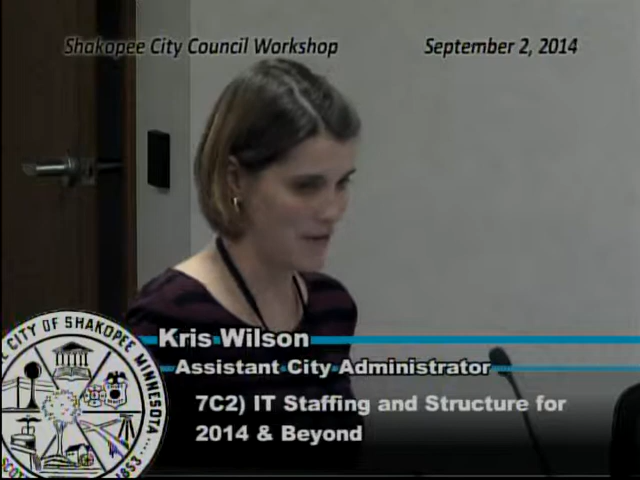 Shakopee City Council Workshop September 2, 2014
CITY OF SHAKOPEE MINNESOTA
1853
Kris Wilson
Assistant City Administrator
7C2) IT Staffing and Structure for
2014 & Beyond